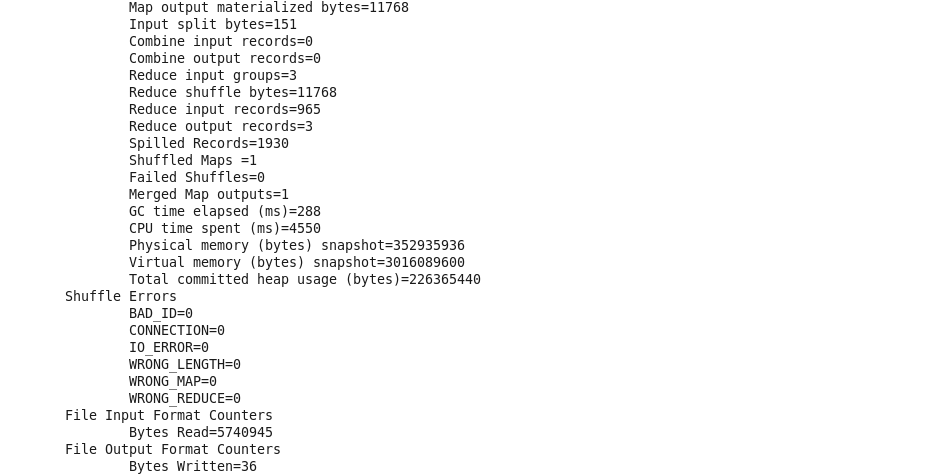 Map output materialized bytes=11768
Input split bytes=151
Combine input records=0
Combine output records=0
Reduce input groups=3
Reduce shuffle bytes=11768
Reduce input records=965
Reduce output records=3
Spilled Records=1930
Shuffled Maps =1
Failed Shuffles=0
Merged Map outputs=1
GC time elapsed (ms)=288
CPU time spent (ms)=4550
Physical memory (bytes) snapshot=352935936
Virtual memory (bytes) snapshot=3016089600
Total committed heap usage (bytes)=226365440
Shuffle Errors
BAD_ID=0
CONNECTION=0
IO_ERROR=0
WRONG_LENGTH=0
WRONG_MAP=0
WRONG_REDUCE=0
File Input Format Counters
Bytes Read=5740945
File Output Format Counters
Bytes Written=36